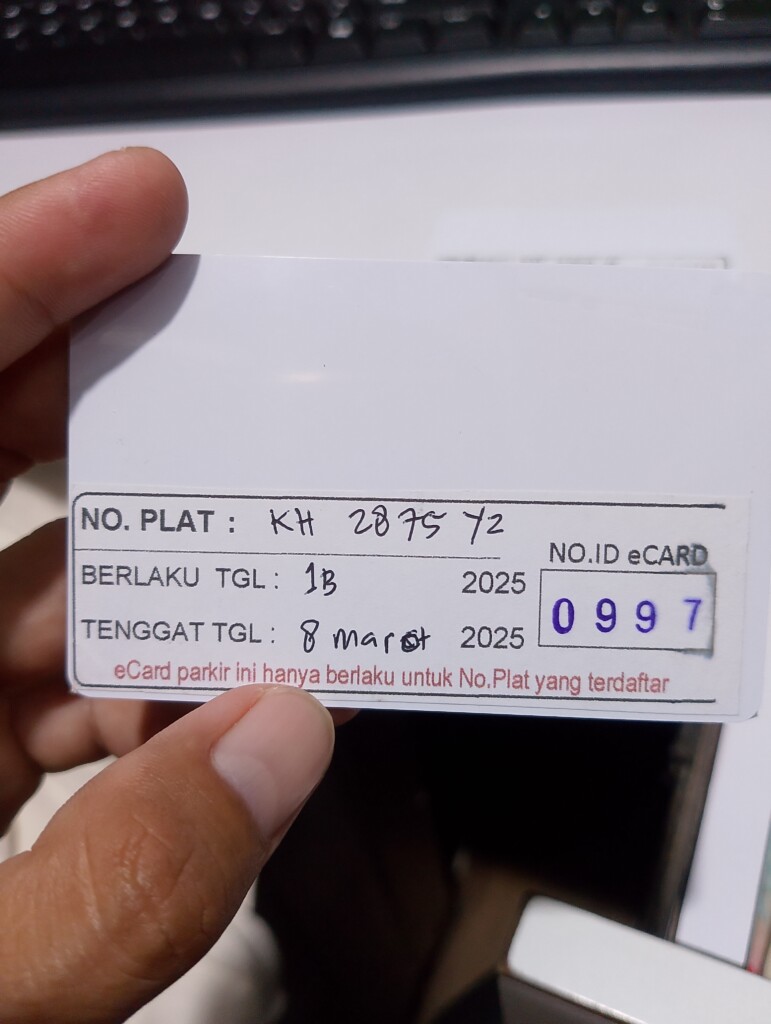 NO. PLAT : KH 2875 YZ
NO.ID eCARD
BERLAKU TGL : 1B 2025
0997
TENGGAT TGL : 8 maret 2025
eCard parkir ini hanya berlaku untuk No.Plat yang terdaftar